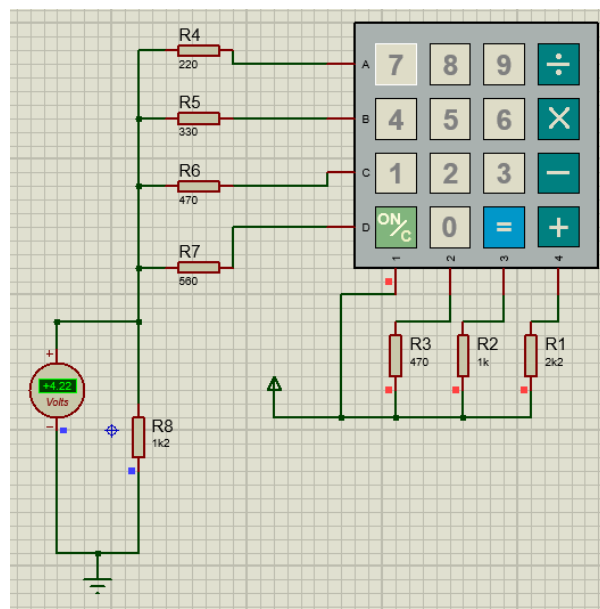 R4
220
R5
330
R6
470
R7
560
A
B
C
D
7 8 9 ÷
4 5 6 ×
1 2 3 −
ON/C 0 = +
1 2 3 4
R3
470
R2
1k
R1
2k2
+
+4.22
Volts
−
R8
1k2